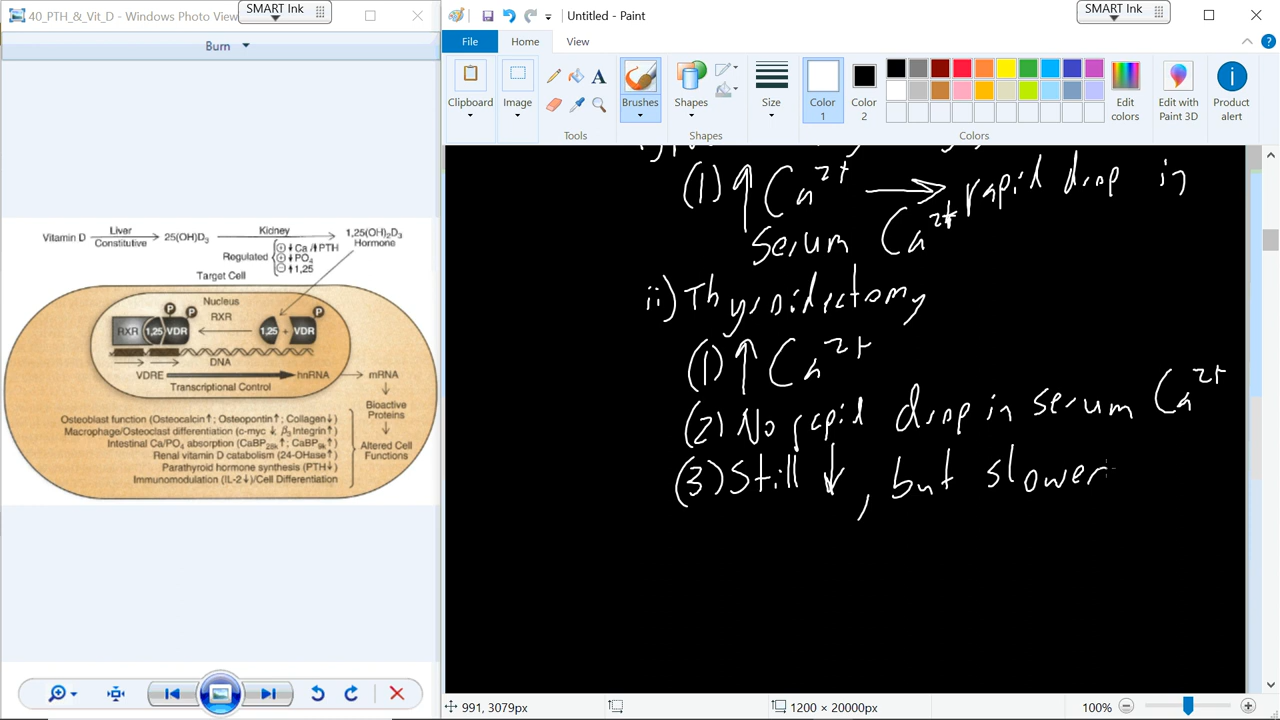 40_PTH_&_Vit_D - Windows Photo View
SMART Ink
Burn
Vitamin D
Liver
Constitutive
25(OH)D3
Kidney
Regulated
+ ↓ Ca /↑ PTH
+ ↓ PO4
− ↑ 1,25
1,25(OH)2D3
Hormone
Target Cell
Nucleus
RXR
P
P
P
RXR
1,25
VDR
1,25
+
VDR
DNA
VDRE
hnRNA
mRNA
Transcriptional Control
Bioactive
Proteins
Osteoblast function (Osteocalcin↑; Osteopontin↑; Collagen↓)
Macrophage/Osteoclast differentiation (c-myc ↓ β3 Integrin↑)
Intestinal Ca/PO4 absorption (CaBP28k↑; CaBP9k↑)
Renal vitamin D catabolism (24-OHase↑)
Parathyroid hormone synthesis (PTH↓)
Immunomodulation (IL-2↓)/Cell Differentiation
Altered Cell
Functions
Untitled - Paint
SMART Ink
File
Home
View
Clipboard
Image
Tools
Brushes
Shapes
Shapes
Size
Color
1
Color
2
Colors
Edit
colors
Edit with
Paint 3D
Product
alert
(1)↑Ca2+ → rapid drop in
serum Ca2+
ii) Thyroidectomy
(1)↑Ca2+
(2) No rapid drop in serum Ca2+
(3) Still ↓, but slower
991, 3079px
1200 × 20000px
100%